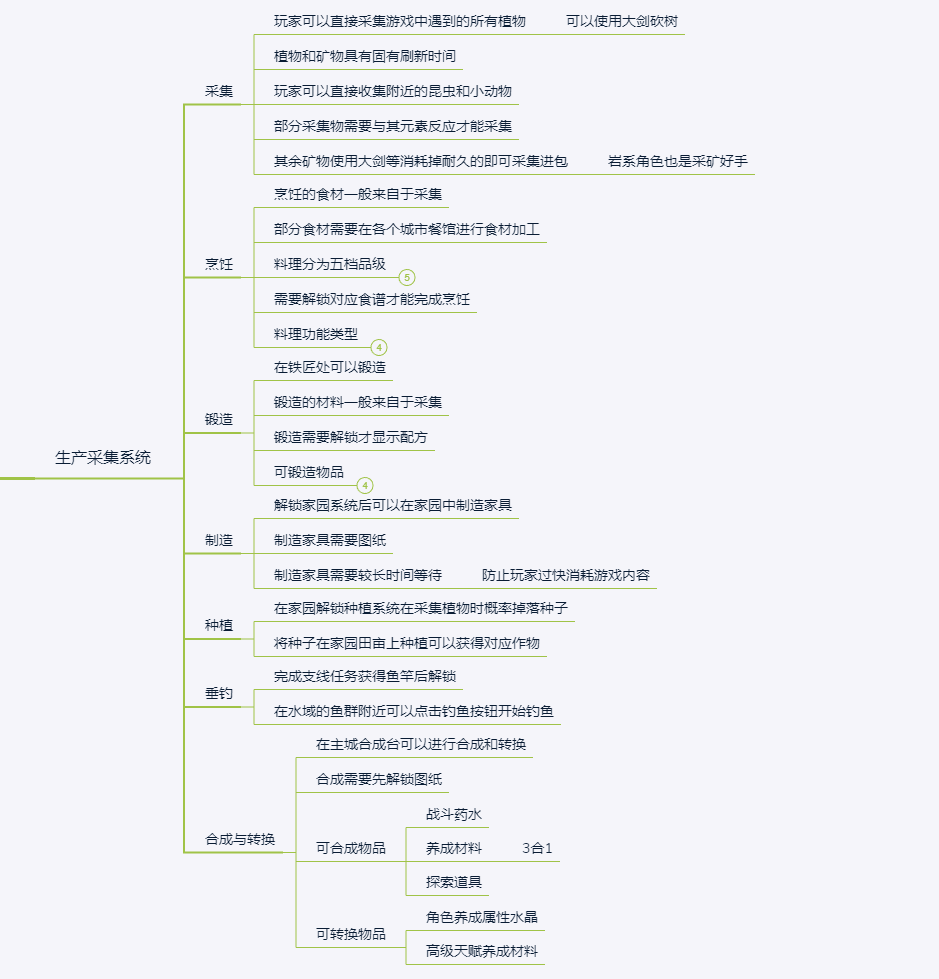 生产采集系统
采集
玩家可以直接采集游戏中遇到的所有植物
可以使用大剑砍树
植物和矿物具有固有刷新时间
玩家可以直接收集附近的昆虫和小动物
部分采集物需要与其元素反应才能采集
其余矿物使用大剑等消耗掉耐久的即可采集进包
岩系角色也是采矿好手
烹饪
烹饪的食材一般来自于采集
部分食材需要在各个城市餐馆进行食材加工
料理分为五档品级
5
需要解锁对应食谱才能完成烹饪
料理功能类型
4
锻造
在铁匠处可以锻造
锻造的材料一般来自于采集
锻造需要解锁才显示配方
可锻造物品
4
制造
解锁家园系统后可以在家园中制造家具
制造家具需要图纸
制造家具需要较长时间等待
防止玩家过快消耗游戏内容
种植
在家园解锁种植系统在采集植物时概率掉落种子
将种子在家园田亩上种植可以获得对应作物
垂钓
完成支线任务获得鱼竿后解锁
在水域的鱼群附近可以点击钓鱼按钮开始钓鱼
合成与转换
在主城合成台可以进行合成和转换
合成需要先解锁图纸
可合成物品
战斗药水
养成材料
3合1
探索道具
可转换物品
角色养成属性水晶
高级天赋养成材料